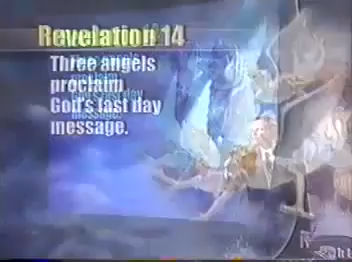 Revelation 14
Three angels
proclaim
God's last day
message.